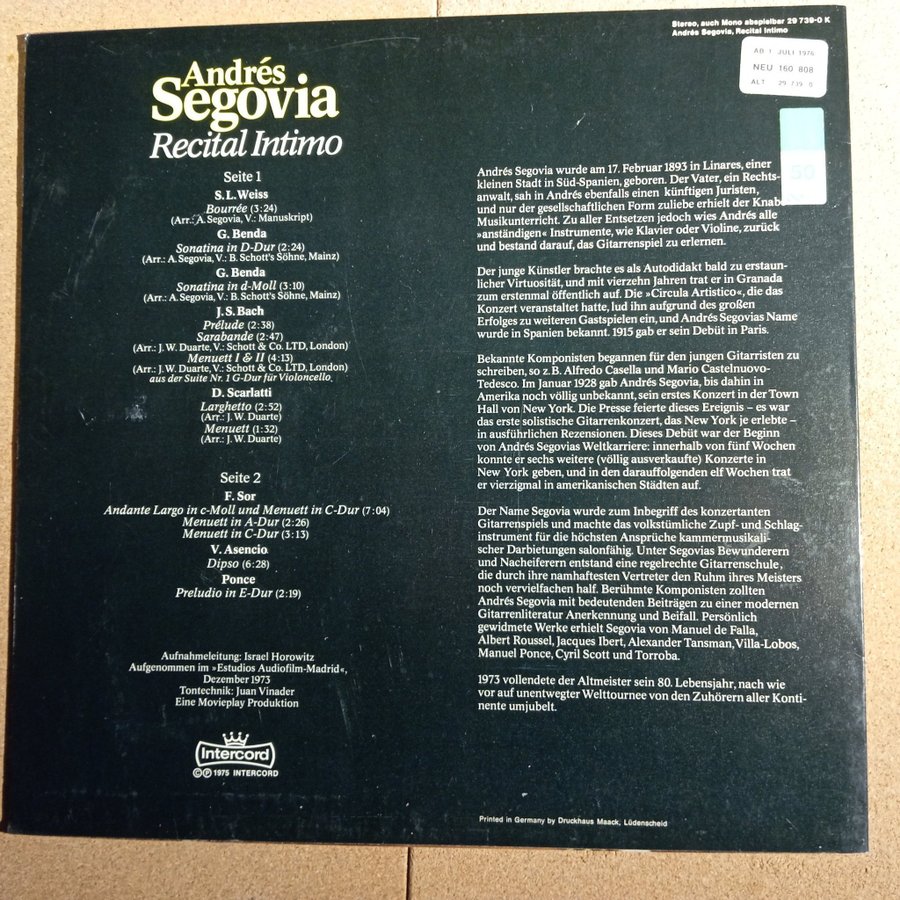 Stereo, auch Mono abspielbar 29 739-0 K
Andrés Segovia, Recital Intimo
AB 1 JULI 1976
NEU 160 808
ALT 29 739 0
50
Andrés
Segovia
Recital Intimo
Seite 1
S.L.Weiss
Bourrée (3:24)
(Arr.: A. Segovia, V.: Manuskript)
G. Benda
Sonatina in D-Dur (2:24)
(Arr.: A. Segovia, V.: B. Schott's Söhne, Mainz)
G. Benda
Sonatina in d-Moll (3:10)
(Arr.: A. Segovia, V.: B. Schott's Söhne, Mainz)
J.S. Bach
Prélude (2:38)
Sarabande (2:47)
(Arr.: J.W. Duarte, V.: Schott & Co. LTD, London)
Menuett I & II (4:13)
(Arr.: J.W. Duarte, V.: Schott & Co. LTD, London)
aus der Suite Nr. 1 G-Dur für Violoncello
D. Scarlatti
Larghetto (2:52)
(Arr.: J.W. Duarte)
Menuett (1:32)
(Arr.: J.W. Duarte)
Seite 2
F. Sor
Andante Largo in c-Moll und Menuett in C-Dur (7:04)
Menuett in A-Dur (2:26)
Menuett in C-Dur (3:13)
V. Asencio
Dipso (6:28)
Ponce
Preludio in E-Dur (2:19)
Aufnahmeleitung: Israel Horowitz
Aufgenommen im »Estudios Audiofilm-Madrid«,
Dezember 1973
Tontechnik: Juan Vinader
Eine Movieplay Produktion
Intercord
© ℗ 1975 INTERCORD
Andrés Segovia wurde am 17. Februar 1893 in Linares, einer
kleinen Stadt in Süd-Spanien, geboren. Der Vater, ein Rechts-
anwalt, sah in Andrés ebenfalls einen künftigen Juristen,
und nur der gesellschaftlichen Form zuliebe erhielt der Knabe
Musikunterricht. Zu aller Entsetzen jedoch wies Andrés alle
»anständigen« Instrumente, wie Klavier oder Violine, zurück
und bestand darauf, das Gitarrenspiel zu erlernen.
Der junge Künstler brachte es als Autodidakt bald zu erstaun-
licher Virtuosität, und mit vierzehn Jahren trat er in Granada
zum erstenmal öffentlich auf. Die »Circula Artistico«, die das
Konzert veranstaltet hatte, lud ihn aufgrund des großen
Erfolges zu weiteren Gastspielen ein, und Andrés Segovias Name
wurde in Spanien bekannt. 1915 gab er sein Debüt in Paris.
Bekannte Komponisten begannen für den jungen Gitarristen zu
schreiben, so z.B. Alfredo Casella und Mario Castelnuovo-
Tedesco. Im Januar 1928 gab Andrés Segovia, bis dahin in
Amerika noch völlig unbekannt, sein erstes Konzert in der Town
Hall von New York. Die Presse feierte dieses Ereignis – es war
das erste solistische Gitarrenkonzert, das New York je erlebte –
in ausführlichen Rezensionen. Dieses Debüt war der Beginn
von Andrés Segovias Weltkarriere: innerhalb von fünf Wochen
konnte er sechs weitere (völlig ausverkaufte) Konzerte in
New York geben, und in den darauffolgenden elf Wochen trat
er vierzigmal in amerikanischen Städten auf.
Der Name Segovia wurde zum Inbegriff des konzertanten
Gitarrenspiels und machte das volkstümliche Zupf- und Schlag-
instrument für die höchsten Ansprüche kammermusikali-
scher Darbietungen salonfähig. Unter Segovias Bewunderern
und Nacheiferern entstand eine regelrechte Gitarrenschule,
die durch ihre namhaftesten Vertreter den Ruhm ihres Meisters
noch vervielfachen half. Berühmte Komponisten zollten
Andrés Segovia mit bedeutenden Beiträgen zu einer modernen
Gitarrenliteratur Anerkennung und Beifall. Persönlich
gewidmete Werke erhielt Segovia von Manuel de Falla,
Albert Roussel, Jacques Ibert, Alexander Tansman, Villa-Lobos,
Manuel Ponce, Cyril Scott und Torroba.
1973 vollendete der Altmeister sein 80. Lebensjahr, nach wie
vor auf unentwegter Welttournee von den Zuhörern aller Konti-
nente umjubelt.
Printed in Germany by Druckhaus Maack, Lüdenscheid